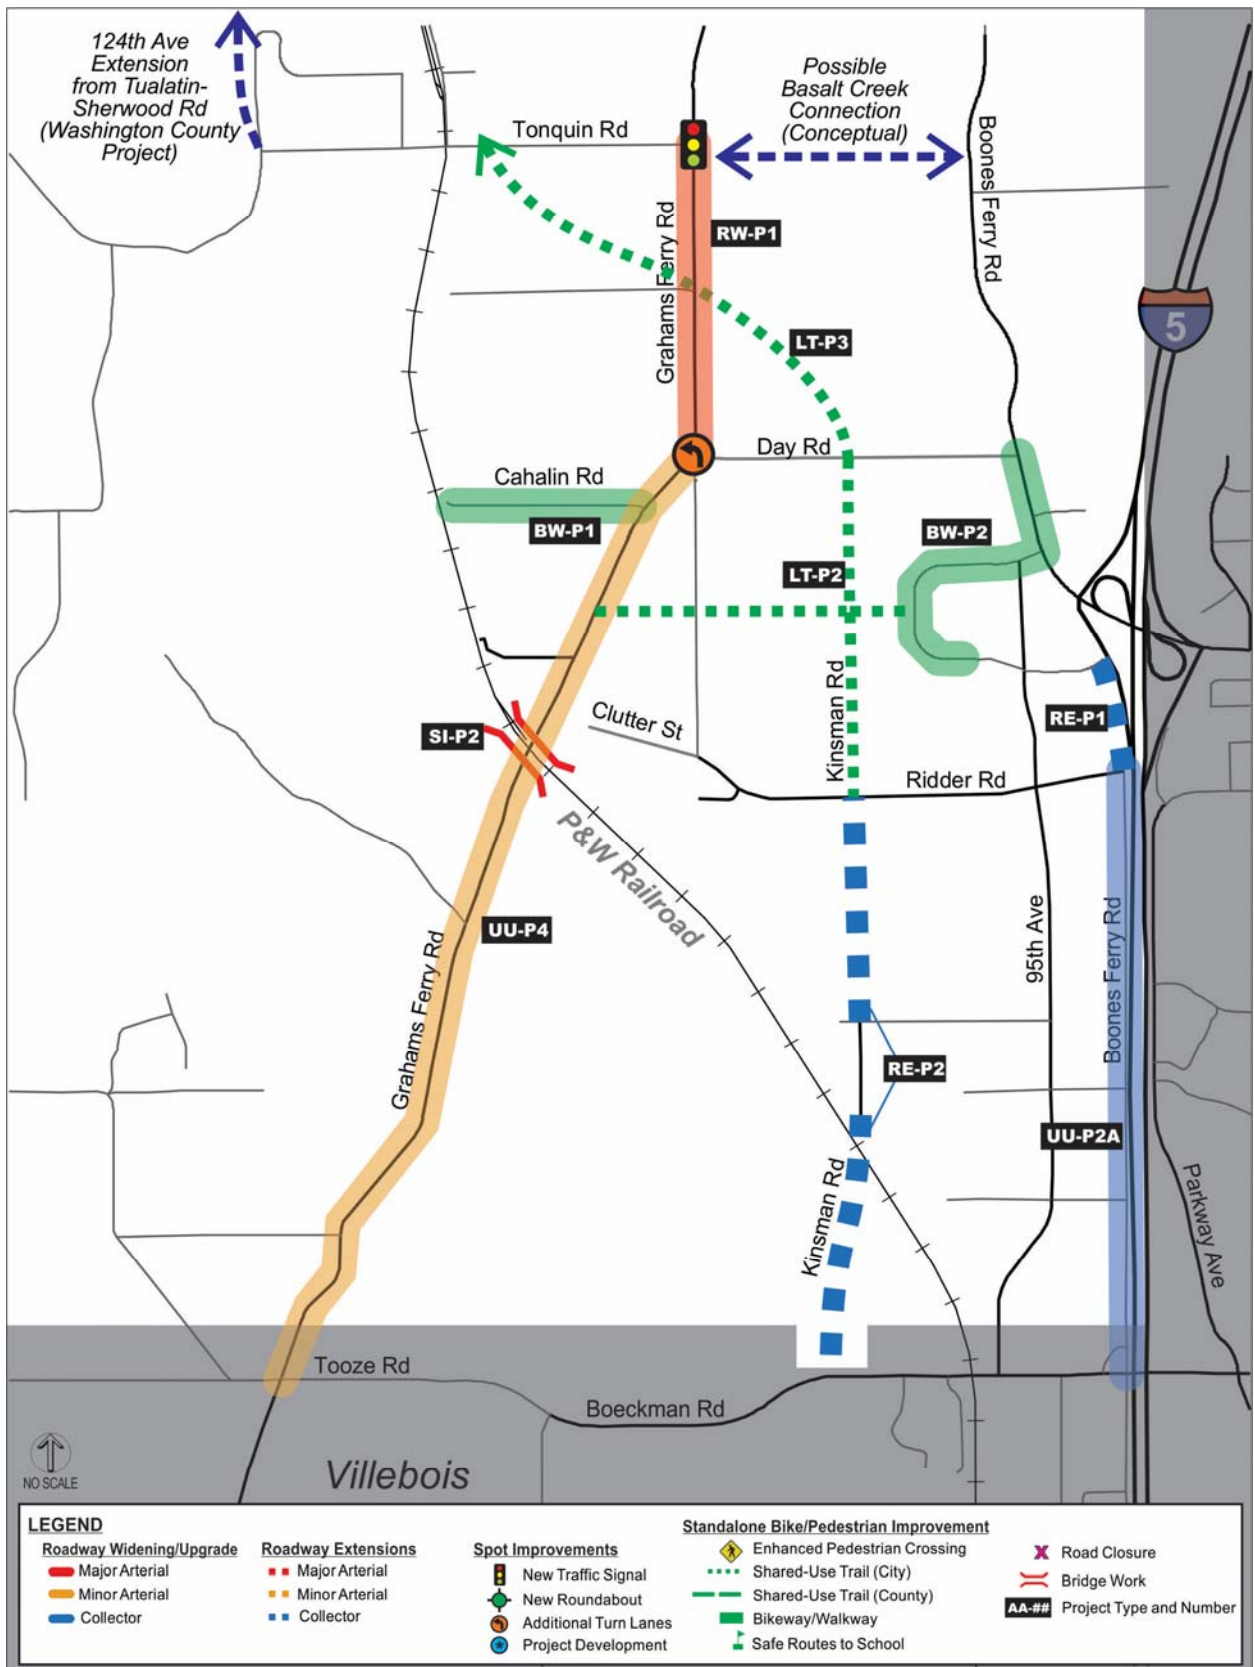 124th Ave
Extension
from Tualatin-
Sherwood Rd
(Washington County
Project)
Possible
Basalt Creek
Connection
(Conceptual)
Tonquin Rd
Boones Ferry Rd
Grahams Ferry Rd
RW-P1
5
LT-P3
Day Rd
Cahalin Rd
BW-P1
BW-P2
LT-P2
Kinsman Rd
Clutter St
SI-P2
RE-P1
Ridder Rd
P&W Railroad
UU-P4
Grahams Ferry Rd
95th Ave
Boones Ferry Rd
RE-P2
UU-P2A
Kinsman Rd
Parkway Ave
Tooze Rd
Boeckman Rd
NO SCALE
Villebois
LEGEND
Roadway Widening/Upgrade
Major Arterial
Minor Arterial
Collector
Roadway Extensions
Major Arterial
Minor Arterial
Collector
Spot Improvements
New Traffic Signal
New Roundabout
Additional Turn Lanes
Project Development
Standalone Bike/Pedestrian Improvement
Enhanced Pedestrian Crossing
Shared-Use Trail (City)
Shared-Use Trail (County)
Bikeway/Walkway
Safe Routes to School
Road Closure
Bridge Work
AA-## Project Type and Number